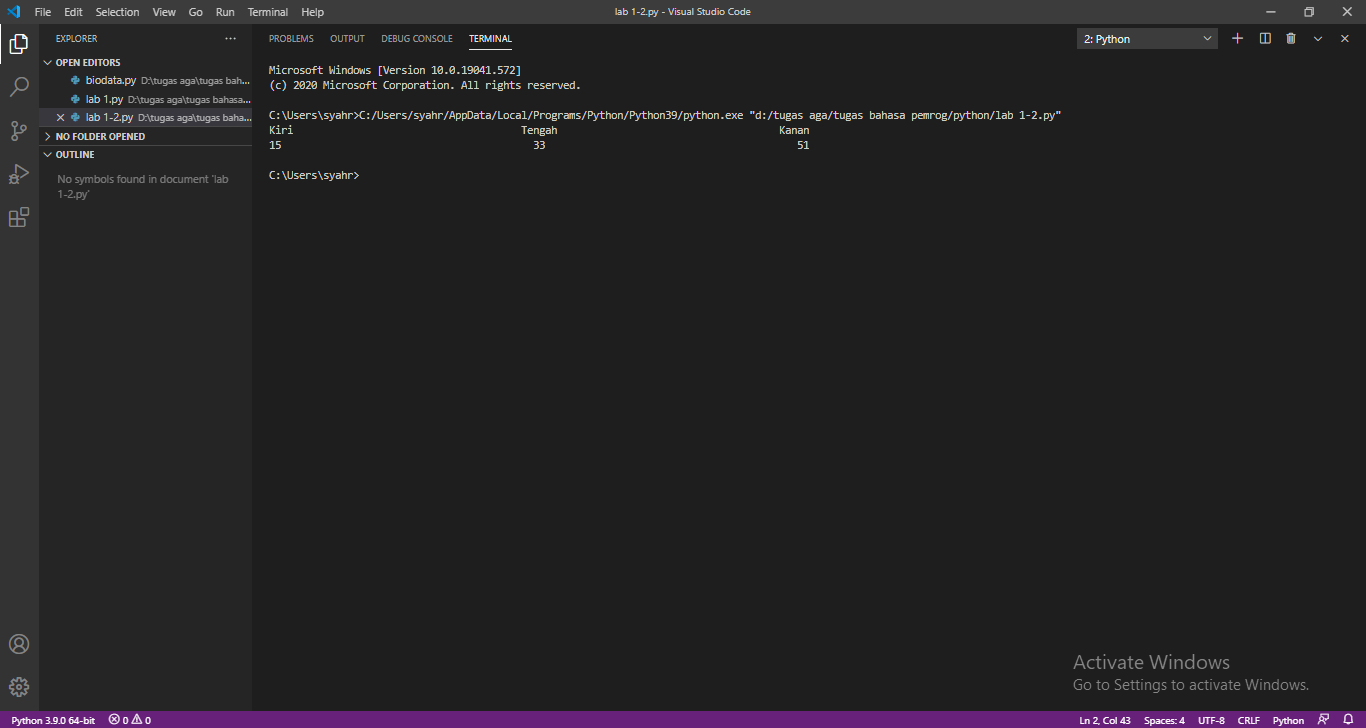 File Edit Selection View Go Run Terminal Help
lab 1-2.py - Visual Studio Code
EXPLORER
OPEN EDITORS
biodata.py D:\tugas aga\tugas bah...
lab 1.py D:\tugas aga\tugas bahasa...
lab 1-2.py D:\tugas aga\tugas baha...
NO FOLDER OPENED
OUTLINE
No symbols found in document 'lab
1-2.py'
PROBLEMS OUTPUT DEBUG CONSOLE TERMINAL
2: Python
Microsoft Windows [Version 10.0.19041.572]
(c) 2020 Microsoft Corporation. All rights reserved.
C:\Users\syahr>C:/Users/syahr/AppData/Local/Programs/Python/Python39/python.exe "d:/tugas aga/tugas bahasa pemrog/python/lab 1-2.py"
Kiri Tengah Kanan
15 33 51
C:\Users\syahr>
Activate Windows
Go to Settings to activate Windows.
Python 3.9.0 64-bit 0 0
Ln 2, Col 43 Spaces: 4 UTF-8 CRLF Python